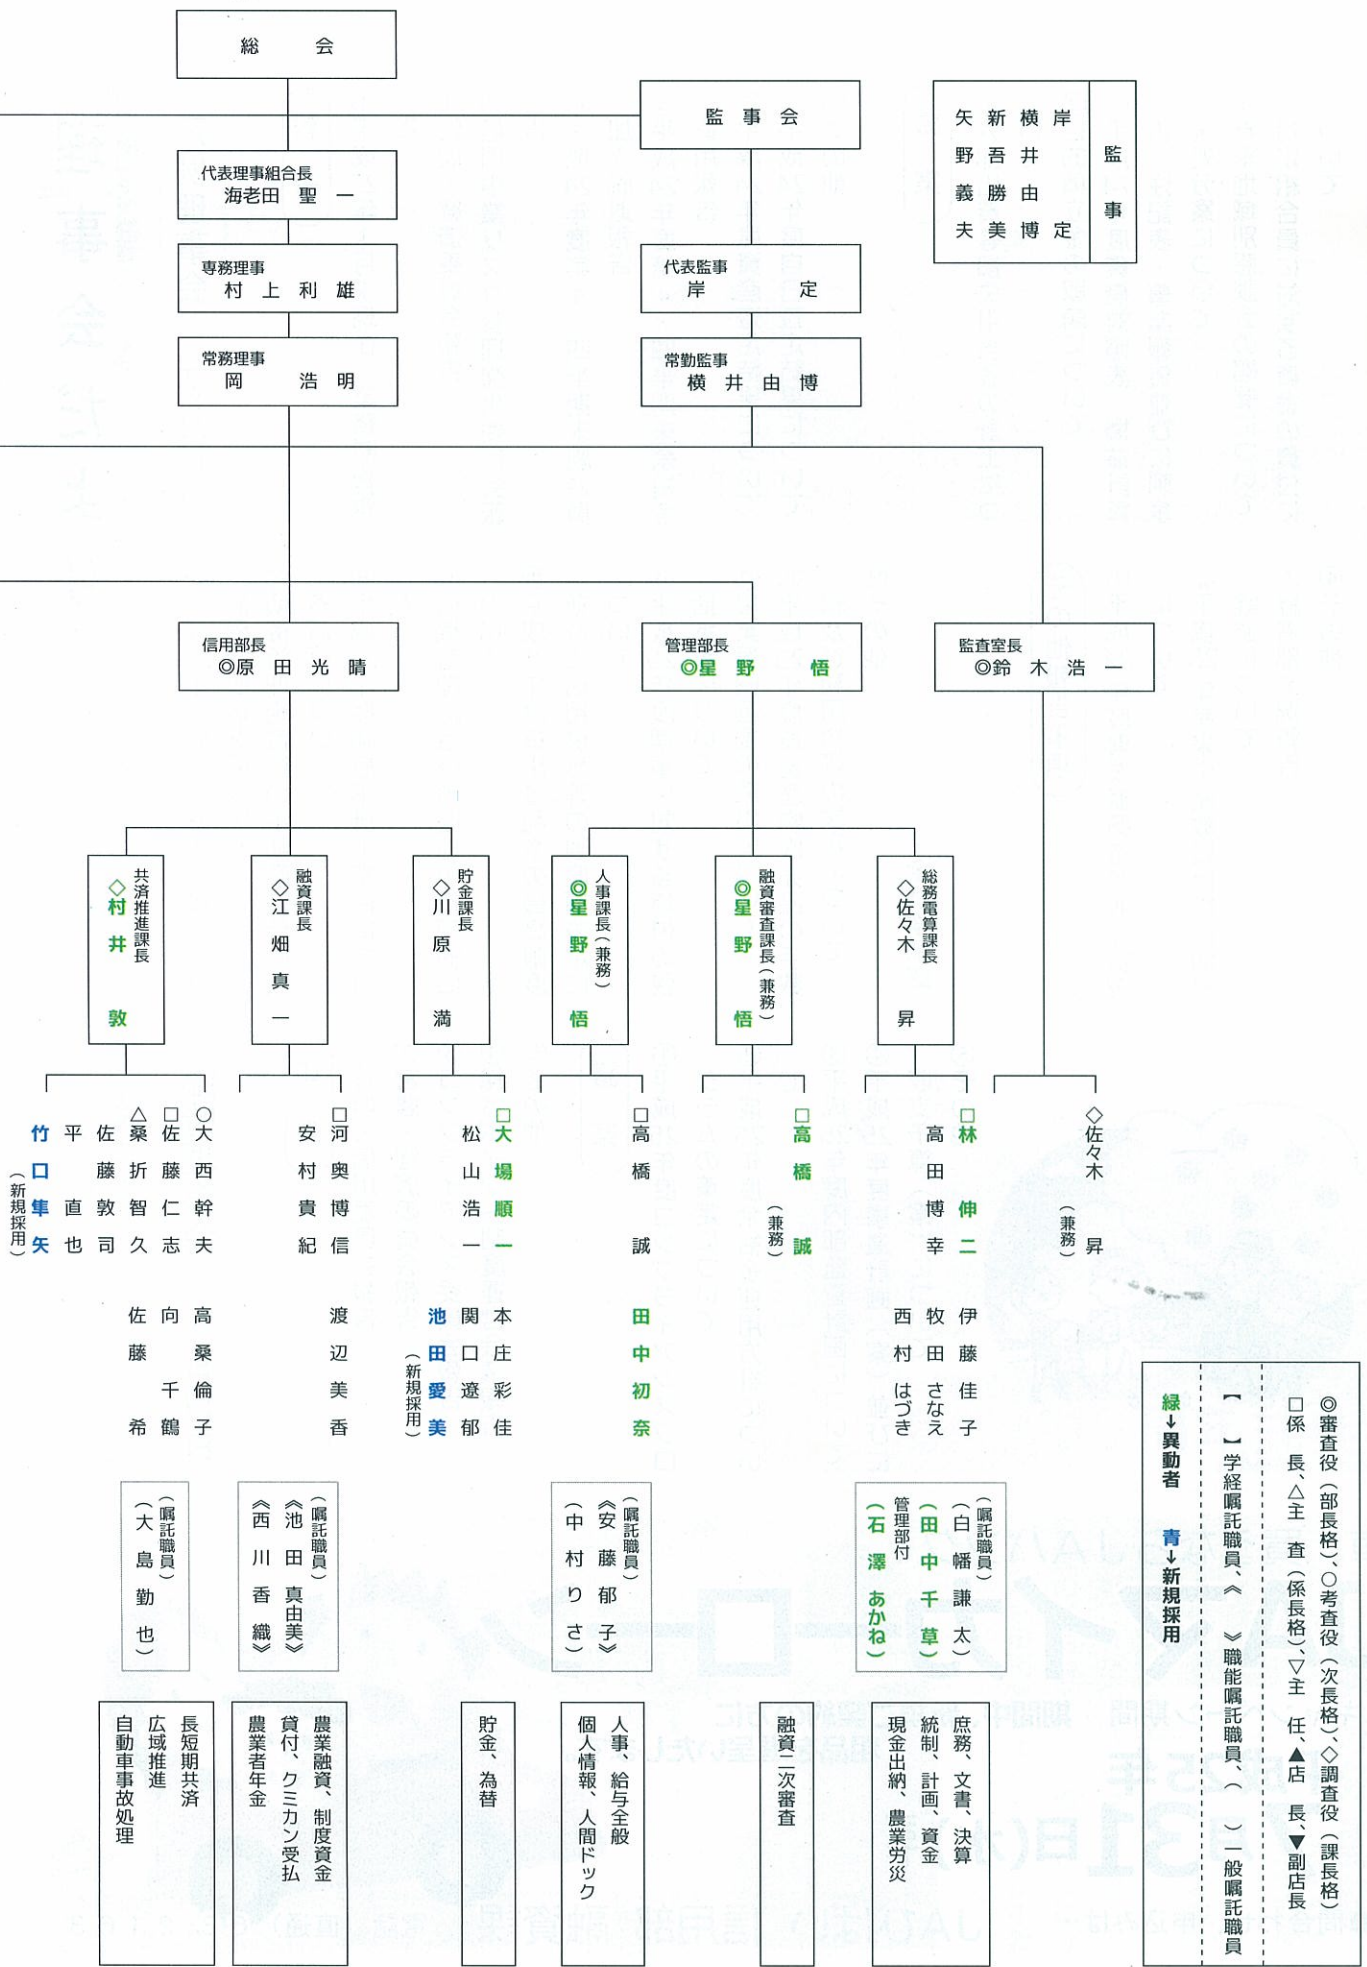 総会
監事会
監事
岸　定
横井由博
新吾勝美
矢野義夫
代表理事組合長
海老田聖一
専務理事
村上利雄
常務理事
岡　浩明
代表監事
岸　定
常勤監事
横井由博
信用部長
◎原田光晴
管理部長
◎星野　悟
監査室長
◎鈴木浩一
◇佐々木　昇
（兼務）
総務電算課長
◇佐々木　昇
□林　伸二
高田博幸
伊藤佳子
牧田さなえ
西村はづき
（嘱託職員）
（白幡謙太）
（田中千草）
管理部付
（石澤あかね）
庶務、文書、決算
統制、計画、資金
現金出納、農業労災
融資審査課長（兼務）
◎星野　悟
□高橋　誠
（兼務）
融資二次審査
人事課長（兼務）
◎星野　悟
□高橋　誠
田中初奈
（嘱託職員）
《安藤郁子》
（中村りさ）
人事、給与全般
個人情報、人間ドック
貯金課長
◇川原　満
□大場順一
松山浩一
本庄彩佳
関口遼郁
池田愛美
（新規採用）
貯金、為替
融資課長
◇江畑真一
□河奥博信
安村貴紀
渡辺美香
（嘱託職員）
《池田真由美》
《西川香織》
農業融資、制度資金
貸付、クミカン受払
農業者年金
共済推進課長
◇村井　敦
○大西幹夫
□佐藤仁志
△桑折智久
佐藤敦司
平　直也
竹口隼矢
（新規採用）
高桑倫子
向　千鶴
佐藤　希
（嘱託職員）
（大島勤也）
長短期共済
広域推進
自動車事故処理
◎審査役（部長格）、○考査役（次長格）、◇調査役（課長格）
□係　長、△主　査（係長格）、▽主　任、▲店　長、▼副店長
【　】学経嘱託職員、《　》職能嘱託職員、（　）一般嘱託職員
緑→異動者　青→新規採用